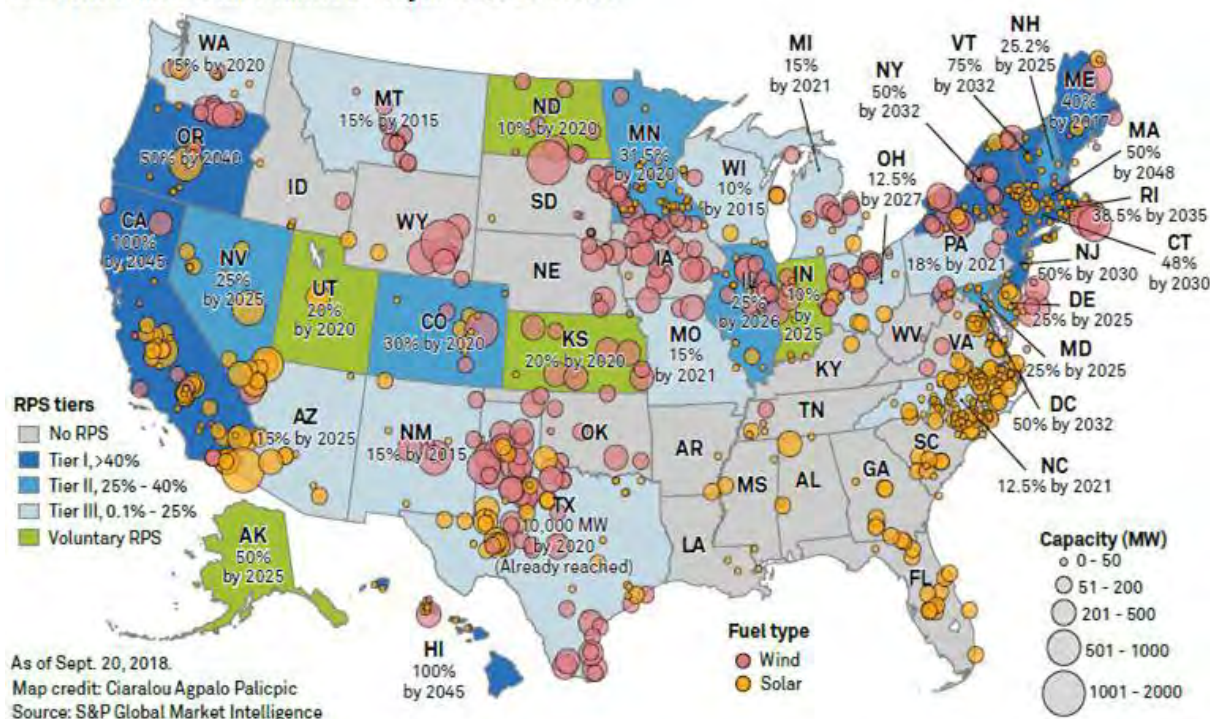 WA
15% by 2020
MT
15% by 2015
ND
10% by 2020
MN
31.5%
by 2020
MI
15%
by 2021
NY
50%
by 2032
VT
75%
by 2032
NH
25.2%
by 2025
ME
40%
by 2017
MA
50%
by 2048
RI
38.5% by 2035
CT
48%
by 2030
OR
50% by 2040
ID
WY
SD
WI
10%
by 2015
OH
12.5%
by 2027
PA
18% by 2021
NJ
50% by 2030
DE
25% by 2025
MD
25% by 2025
DC
50% by 2032
NC
12.5% by 2021
CA
100%
by 2045
NV
25%
by 2025
UT
20%
by 2020
CO
30% by 2020
NE
IA
KS
20% by 2020
MO
15%
by 2021
IL
25%
by 2026
IN
10%
by
2025
WV
VA
KY
AZ
15% by 2025
NM
15% by 2015
OK
AR
TN
SC
MS
AL
GA
TX
10,000 MW
by 2020
(Already reached)
LA
FL
AK
50%
by 2025
HI
100%
by 2045
RPS tiers
No RPS
Tier I, >40%
Tier II, 25% - 40%
Tier III, 0.1% - 25%
Voluntary RPS
Fuel type
Wind
Solar
Capacity (MW)
0 - 50
51 - 200
201 - 500
501 - 1000
1001 - 2000
As of Sept. 20, 2018.
Map credit: Ciaralou Agpalo Palicpic
Source: S&P Global Market Intelligence